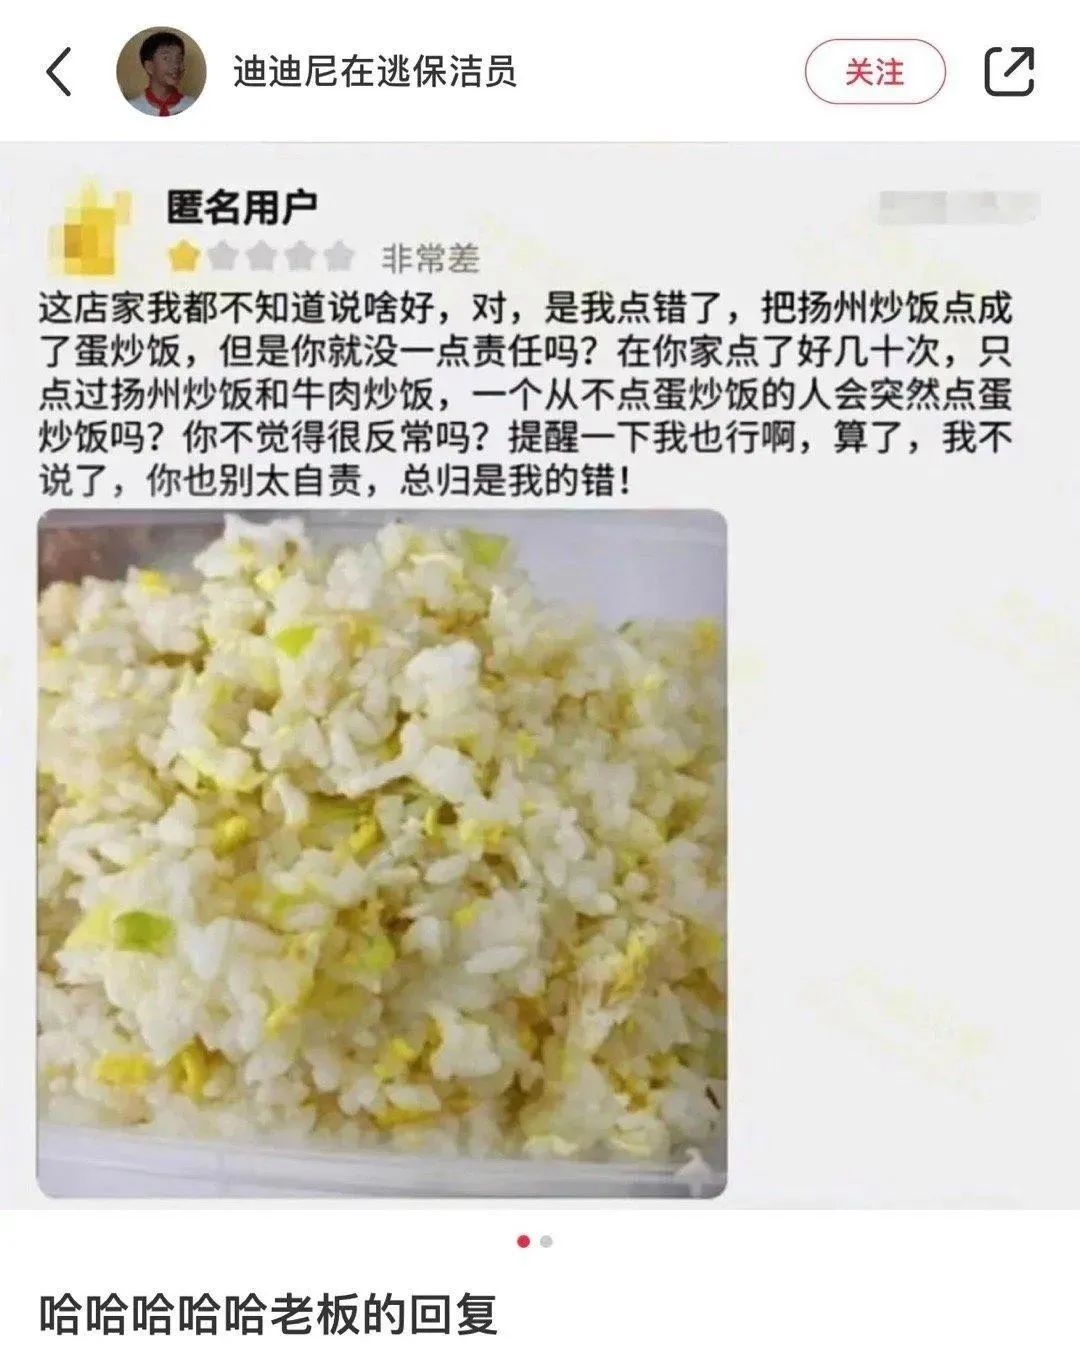 迪迪尼在逃保洁员
关注
匿名用户
非常差
这店家我都不知道说啥好，对，是我点错了，把扬州炒饭点成
了蛋炒饭，但是你就没一点责任吗？在你家点了好几十次，只
点过扬州炒饭和牛肉炒饭，一个从不点蛋炒饭的人会突然点蛋
炒饭吗？你不觉得很反常吗？提醒一下我也行啊，算了，我不
说了，你也别太自责，总归是我的错！
哈哈哈哈哈老板的回复